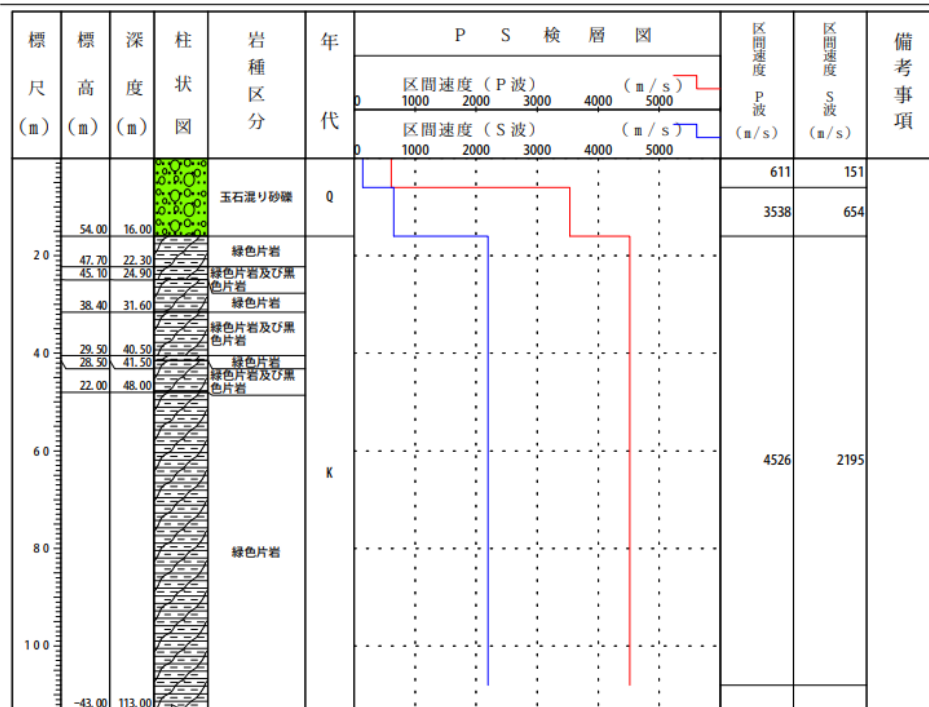 標尺(m)
標高(m)
深度(m)
柱状図
岩種区分
年代
PS検層図
区間速度(P波) (m/s)
0 1000 2000 3000 4000 5000
区間速度(S波) (m/s)
0 1000 2000 3000 4000 5000
区間速度 P波 (m/s)
区間速度 S波 (m/s)
備考事項
611 151
玉石混り砂礫 Q
3538 654
54.00 16.00
緑色片岩
20
47.70 22.30
45.10 24.90
緑色片岩及び黒
色片岩
緑色片岩
38.40 31.60
緑色片岩及び黒
色片岩
29.50 40.50
40
28.50 41.50
緑色片岩
緑色片岩及び黒
色片岩
22.00 48.00
60
4526 2195
K
80
緑色片岩
100
-43.00 113.00